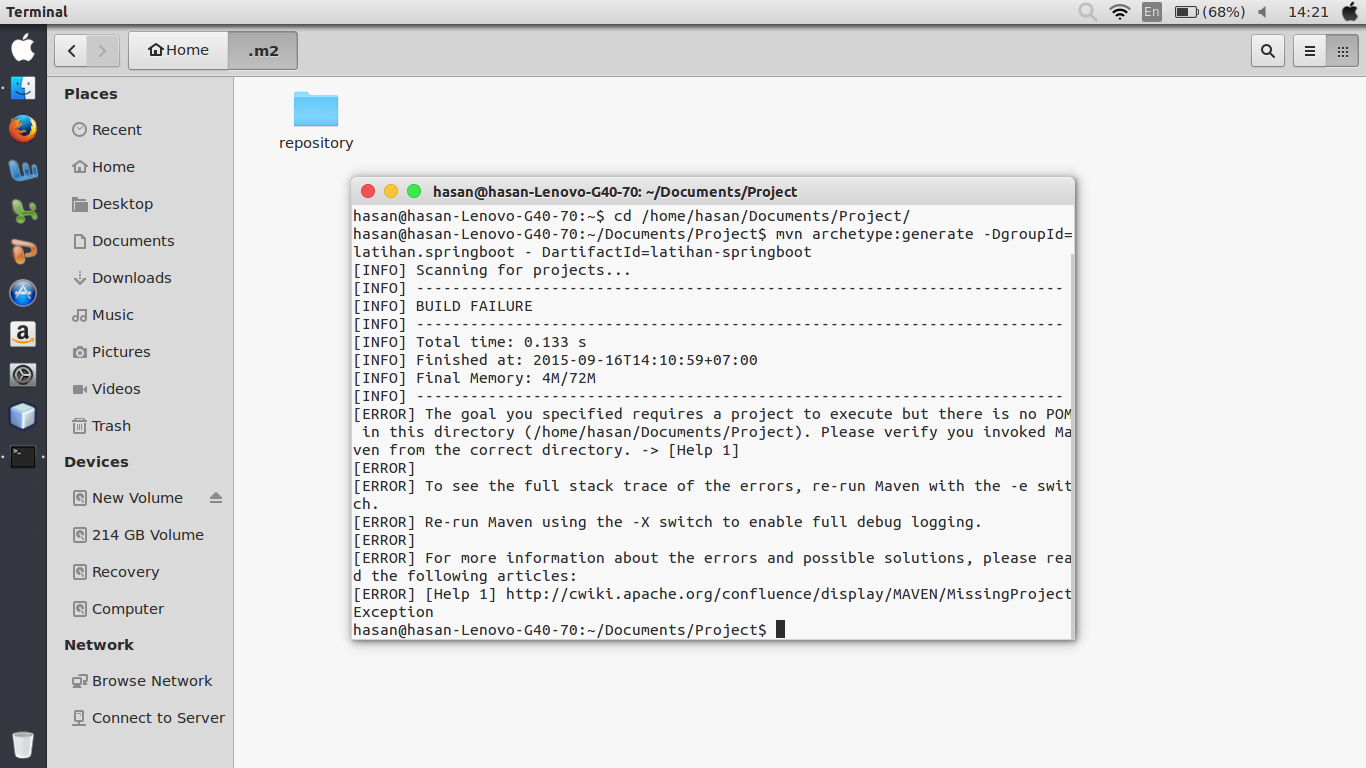 Terminal
En
(68%)
14:21
Home
.m2
Places
Recent
Home
Desktop
Documents
Downloads
Music
Pictures
Videos
Trash
Devices
New Volume
214 GB Volume
Recovery
Computer
Network
Browse Network
Connect to Server
repository
hasan@hasan-Lenovo-G40-70: ~/Documents/Project
hasan@hasan-Lenovo-G40-70:~$ cd /home/hasan/Documents/Project/
hasan@hasan-Lenovo-G40-70:~/Documents/Project$ mvn archetype:generate -DgroupId=
latihan.springboot - DartifactId=latihan-springboot
[INFO] Scanning for projects...
[INFO] ------------------------------------------------------------------------
[INFO] BUILD FAILURE
[INFO] ------------------------------------------------------------------------
[INFO] Total time: 0.133 s
[INFO] Finished at: 2015-09-16T14:10:59+07:00
[INFO] Final Memory: 4M/72M
[INFO] ------------------------------------------------------------------------
[ERROR] The goal you specified requires a project to execute but there is no POM
 in this directory (/home/hasan/Documents/Project). Please verify you invoked Ma
ven from the correct directory. -> [Help 1]
[ERROR]
[ERROR] To see the full stack trace of the errors, re-run Maven with the -e swit
ch.
[ERROR] Re-run Maven using the -X switch to enable full debug logging.
[ERROR]
[ERROR] For more information about the errors and possible solutions, please rea
d the following articles:
[ERROR] [Help 1] http://cwiki.apache.org/confluence/display/MAVEN/MissingProject
Exception
hasan@hasan-Lenovo-G40-70:~/Documents/Project$